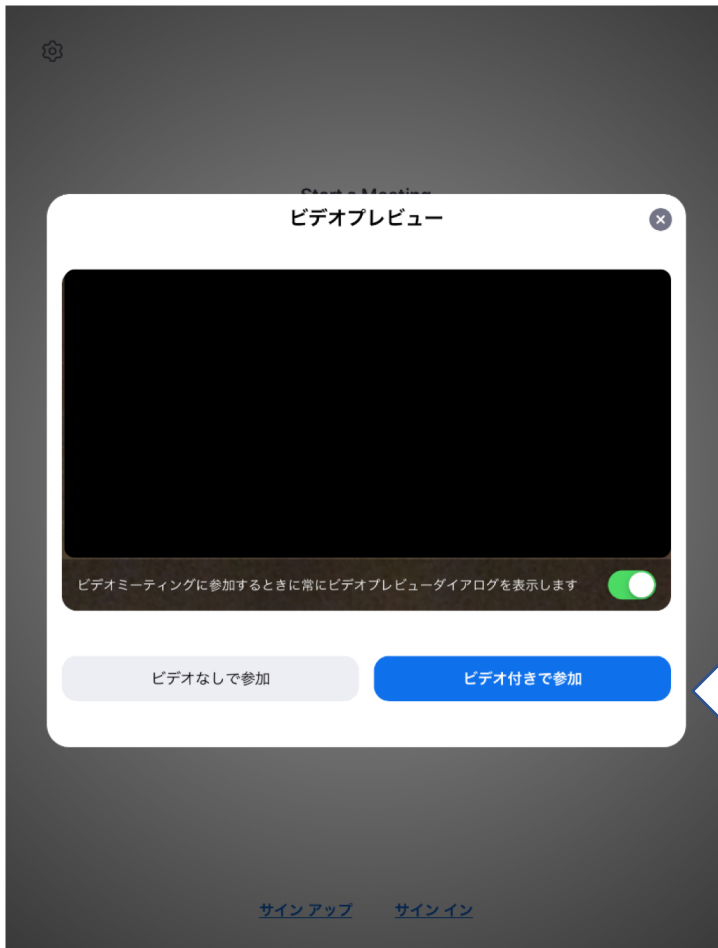 Start a Meeting
ビデオプレビュー
ビデオミーティングに参加するときに常にビデオプレビューダイアログを表示します
ビデオなしで参加
ビデオ付きで参加
サイン アップ
サイン イン